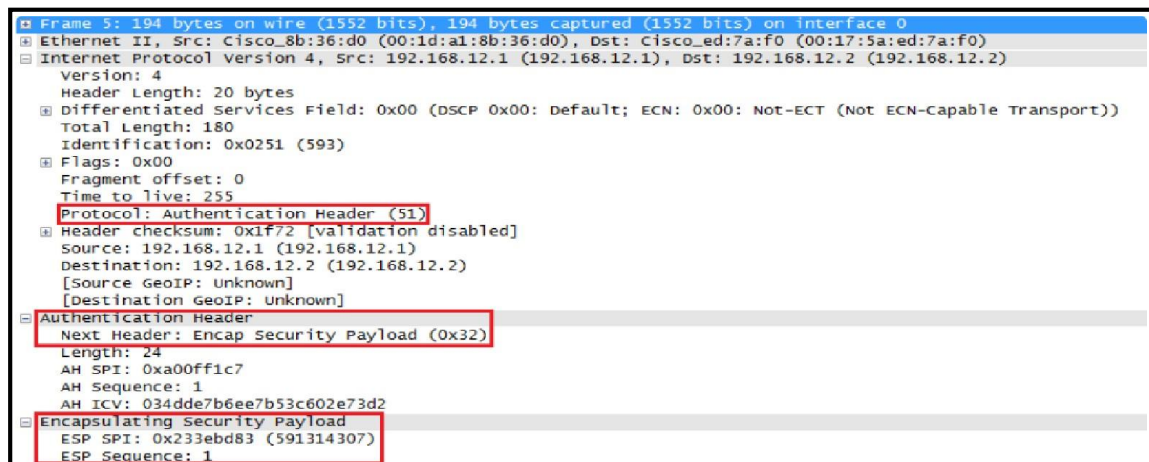 Frame 5: 194 bytes on wire (1552 bits), 194 bytes captured (1552 bits) on interface 0
Ethernet II, Src: Cisco_8b:36:d0 (00:1d:a1:8b:36:d0), Dst: Cisco_ed:7a:f0 (00:17:5a:ed:7a:f0)
Internet Protocol Version 4, Src: 192.168.12.1 (192.168.12.1), Dst: 192.168.12.2 (192.168.12.2)
Version: 4
Header Length: 20 bytes
Differentiated Services Field: 0x00 (DSCP 0x00: Default; ECN: 0x00: Not-ECT (Not ECN-Capable Transport))
Total Length: 180
Identification: 0x0251 (593)
Flags: 0x00
Fragment offset: 0
Time to live: 255
Protocol: Authentication Header (51)
Header checksum: 0x1f72 [validation disabled]
Source: 192.168.12.1 (192.168.12.1)
Destination: 192.168.12.2 (192.168.12.2)
[Source GeoIP: Unknown]
[Destination GeoIP: Unknown]
Authentication Header
Next Header: Encap Security Payload (0x32)
Length: 24
AH SPI: 0xa00ff1c7
AH Sequence: 1
AH ICV: 034dde7b6ee7b53c602e73d2
Encapsulating Security Payload
ESP SPI: 0x233ebd83 (591314307)
ESP Sequence: 1